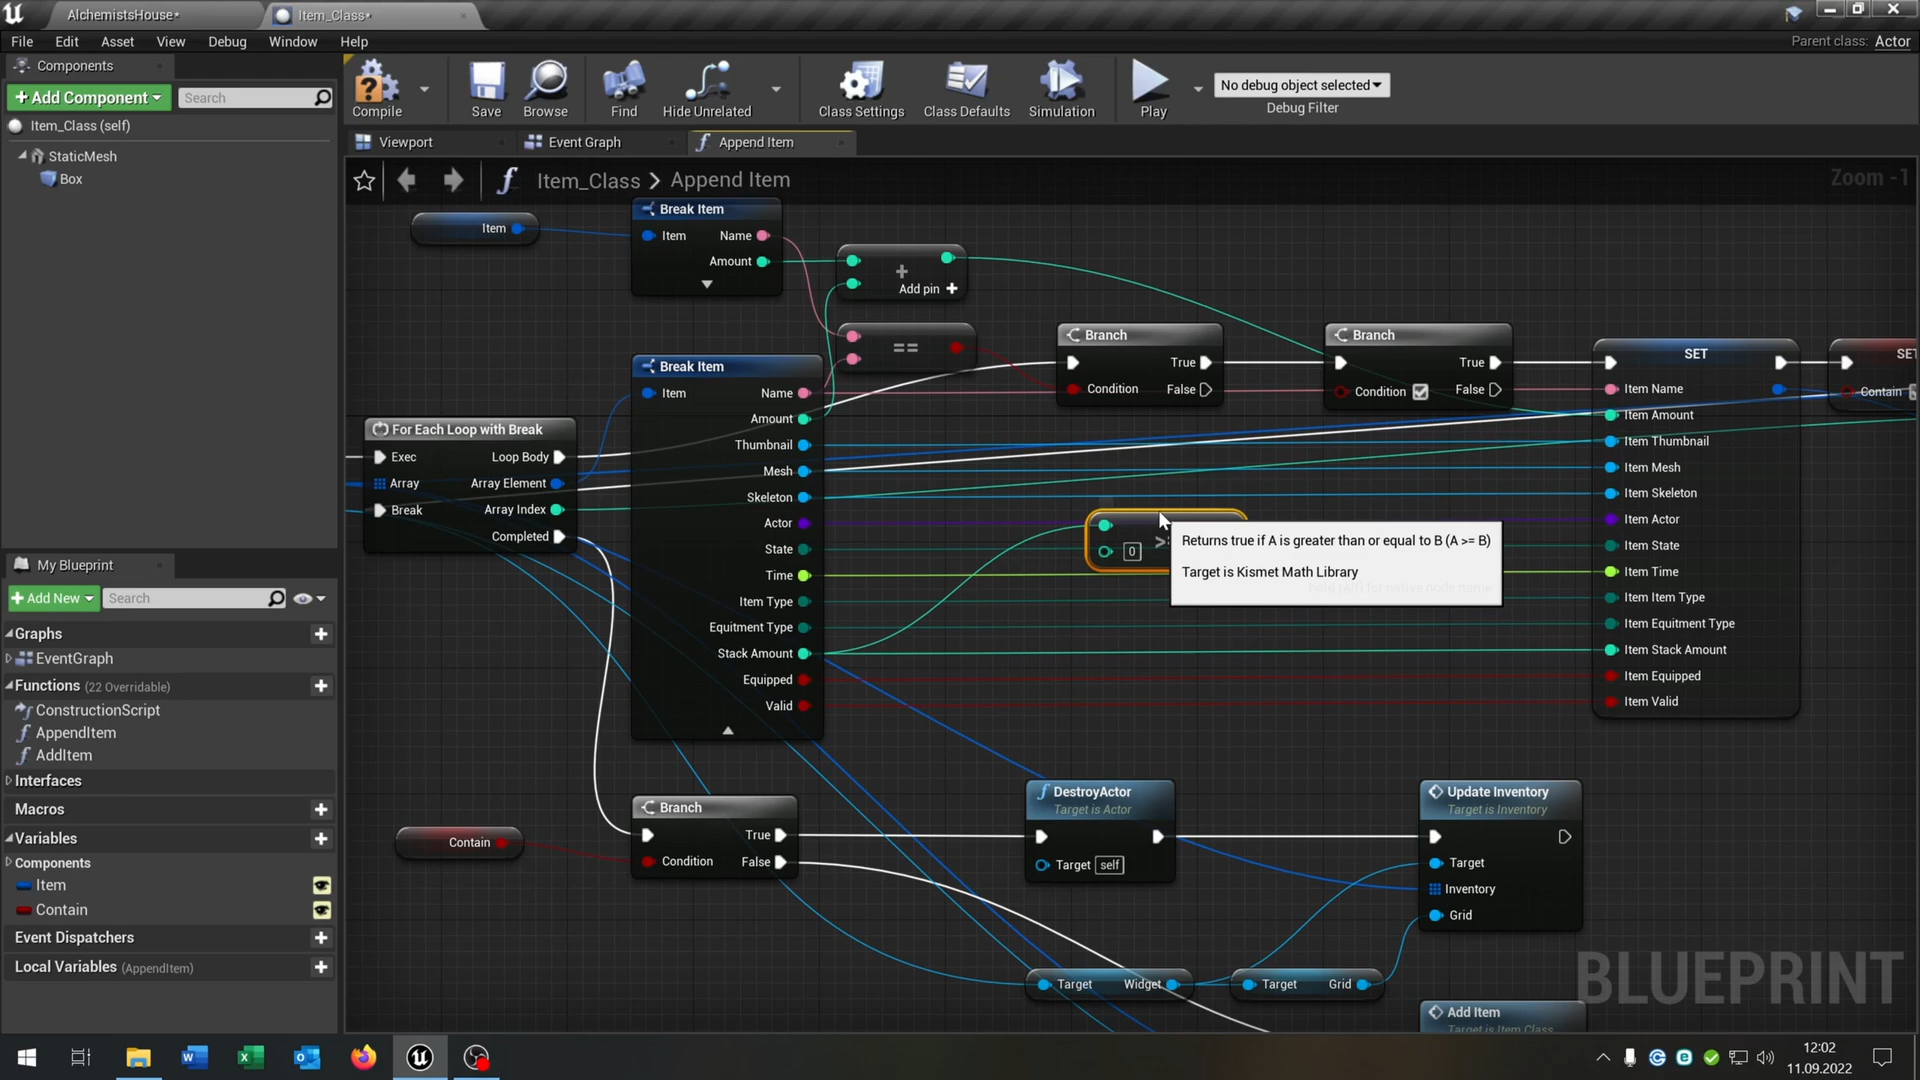 AlchemistsHouse*
Item_Class*
File Edit Asset View Debug Window Help
Parent class: Actor
Components
+Add Component
Search
Item_Class (self)
StaticMesh
Box
Compile
Save
Browse
Find
Hide Unrelated
Class Settings
Class Defaults
Simulation
Play
No debug object selected
Debug Filter
Viewport
Event Graph
Append Item
Item_Class > Append Item
Zoom -1
Item
Break Item
Item Name
Amount
+
Add pin +
==
Branch
True
Condition False
Branch
True
Condition False
SET
Item Name
Item Amount
Item Thumbnail
Item Mesh
Item Skeleton
Item Actor
Item State
Item Time
Item Item Type
Item Equitment Type
Item Stack Amount
Item Equipped
Item Valid
SET
Contain
Break Item
Item Name
Amount
Thumbnail
Mesh
Skeleton
Actor
State
Time
Item Type
Equitment Type
Stack Amount
Equipped
Valid
For Each Loop with Break
Exec Loop Body
Array Array Element
Break Array Index
Completed
0
Returns true if A is greater than or equal to B (A >= B)
Target is Kismet Math Library
hold (Alt) for native node name
My Blueprint
+Add New
Search
Graphs
EventGraph
Functions (22 Overridable)
ConstructionScript
AppendItem
AddItem
Interfaces
Macros
Variables
Components
Item
Contain
Event Dispatchers
Local Variables (AppendItem)
Contain
Branch
True
Condition False
DestroyActor
Target is Actor
Target self
Update Inventory
Target is Inventory
Target
Inventory
Grid
Target Widget
Target Grid
Add Item
Target is Item Class
BLUEPRINT
12:02
11.09.2022